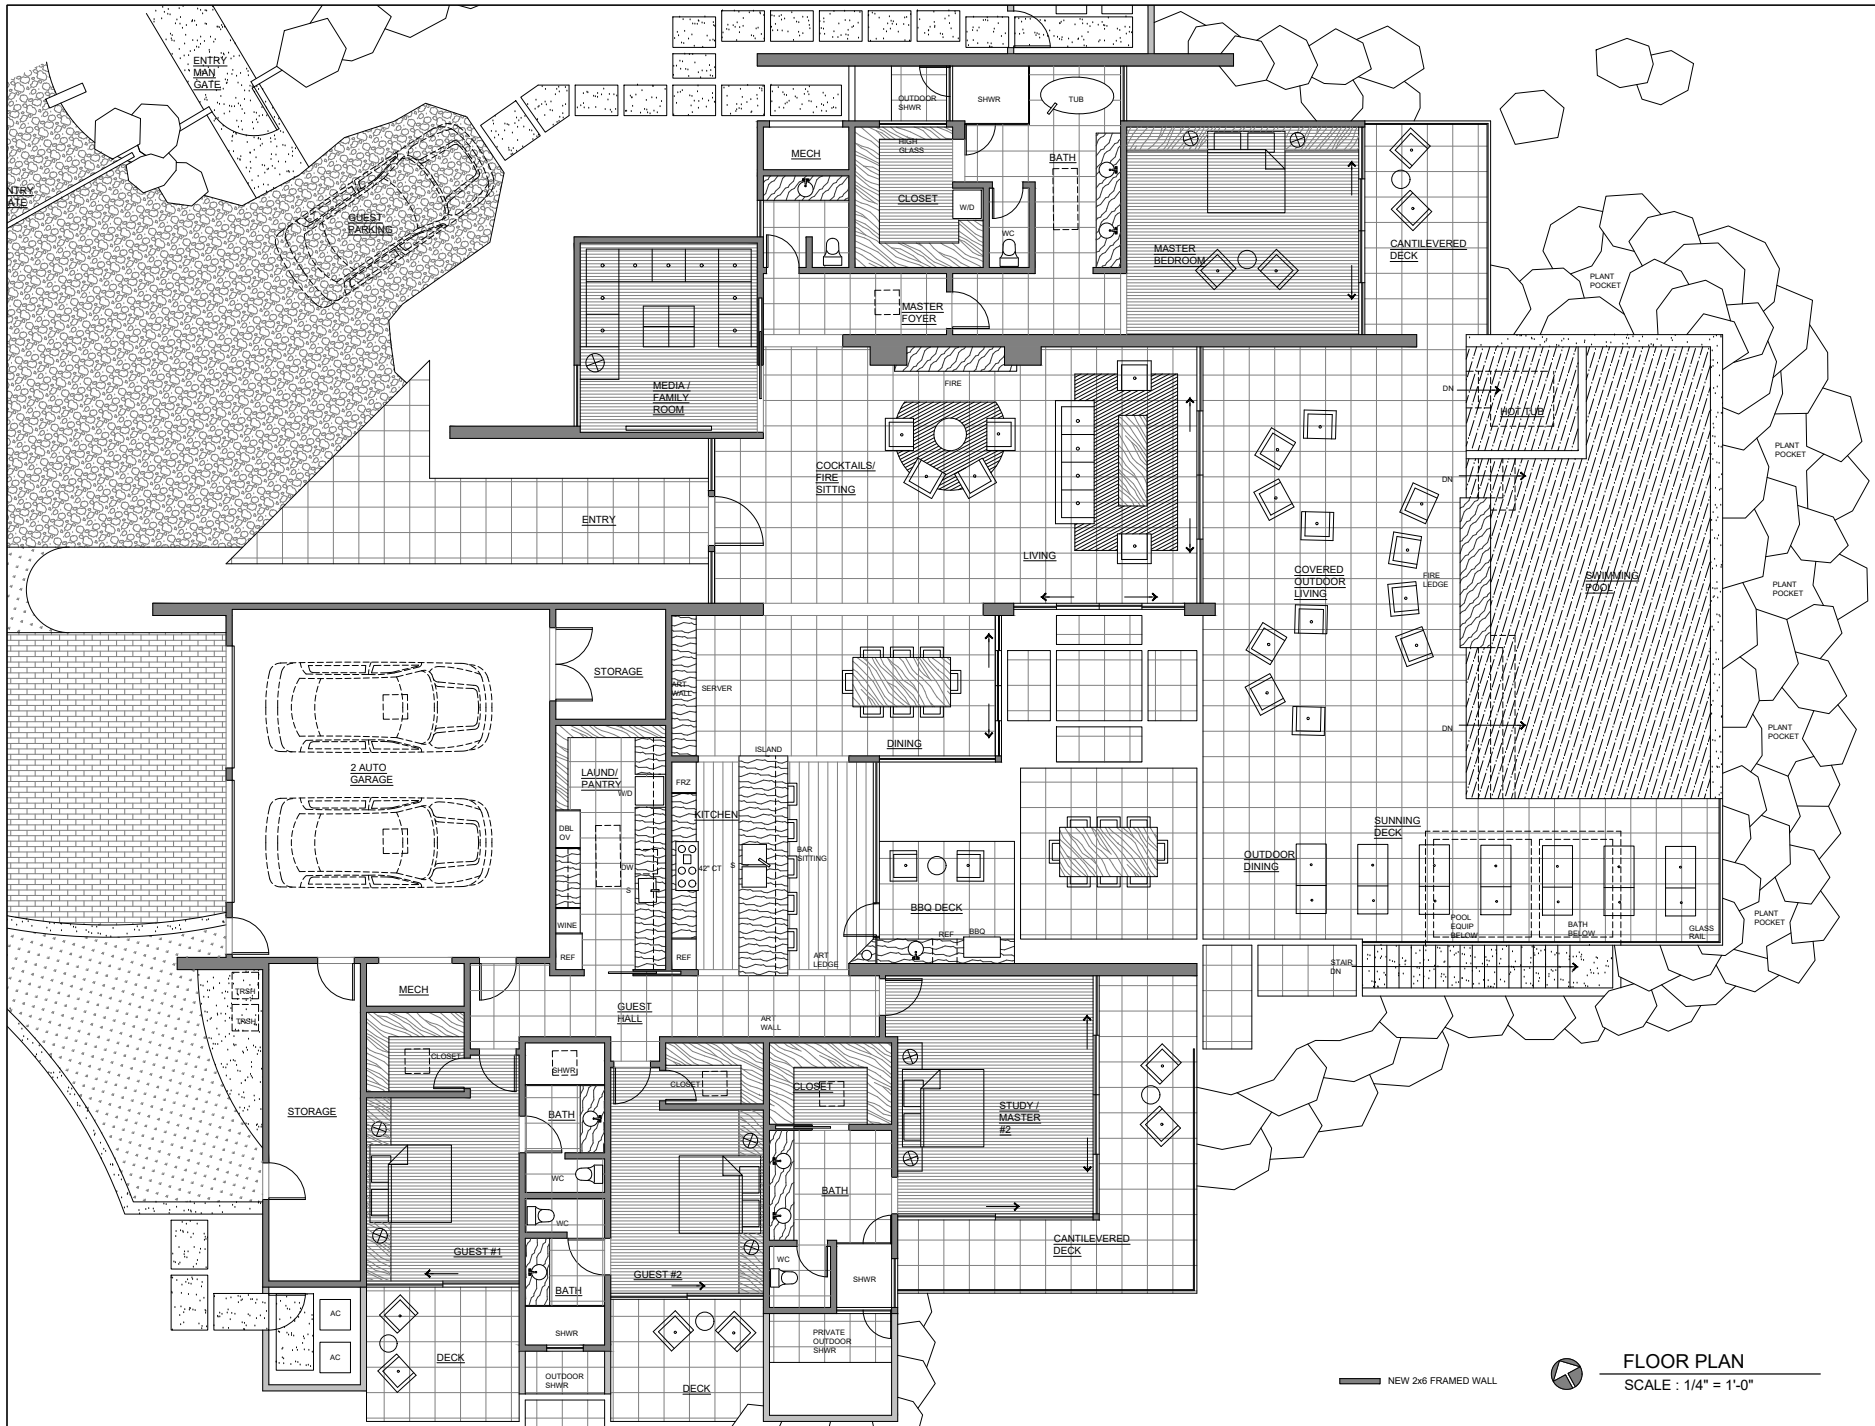 ENTRY
MAN
GATE
OUTDOOR
SHWR
SHWR
TUB
MECH
HIGH
GLASS
BATH
CLOSET
W/D
WC
GUEST
PARKING
MASTER
BEDROOM
CANTILEVERED
DECK
PLANT
POCKET
MASTER
FOYER
MEDIA /
FAMILY
ROOM
FIRE
DN
HOT TUB
PLANT
POCKET
COCKTAILS/
FIRE
SITTING
DN
ENTRY
LIVING
COVERED
OUTDOOR
LIVING
FIRE
LEDGE
SWIMMING
POOL
PLANT
POCKET
STORAGE
ART
WALL
SERVER
DINING
DN
PLANT
POCKET
ISLAND
2 AUTO
GARAGE
LAUND/
PANTRY
W/D
FRZ
KITCHEN
DBL
OV
BAR
SITTING
SUNNING
DECK
OUTDOOR
DINING
DW
S
42" CT
S
WINE
BBQ DECK
REF
BBQ
POOL
EQUIP
BELOW
BATH
BELOW
GLASS
RAIL
PLANT
POCKET
REF
REF
ART
LEDGE
STAIR
DN
TRSH
TRSH
MECH
GUEST
HALL
ART
WALL
CLOSET
SHWR
CLOSET
CLOSET
STORAGE
BATH
STUDY /
MASTER
#2
WC
BATH
WC
GUEST #1
GUEST #2
BATH
WC
SHWR
CANTILEVERED
DECK
AC
AC
SHWR
PRIVATE
OUTDOOR
SHWR
DECK
OUTDOOR
SHWR
DECK
NEW 2x6 FRAMED WALL
FLOOR PLAN
SCALE : 1/4" = 1'-0"